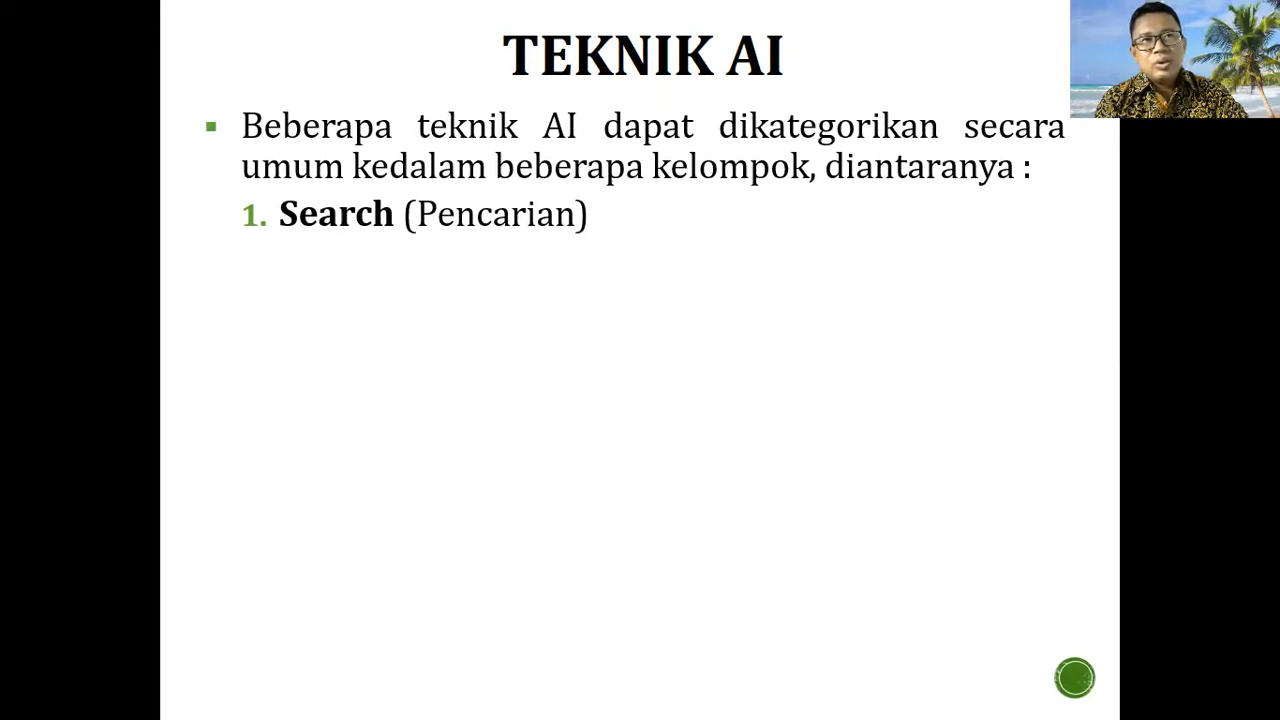 TEKNIK AI
▪ Beberapa teknik AI dapat dikategorikan secara
umum kedalam beberapa kelompok, diantaranya :
1. Search (Pencarian)